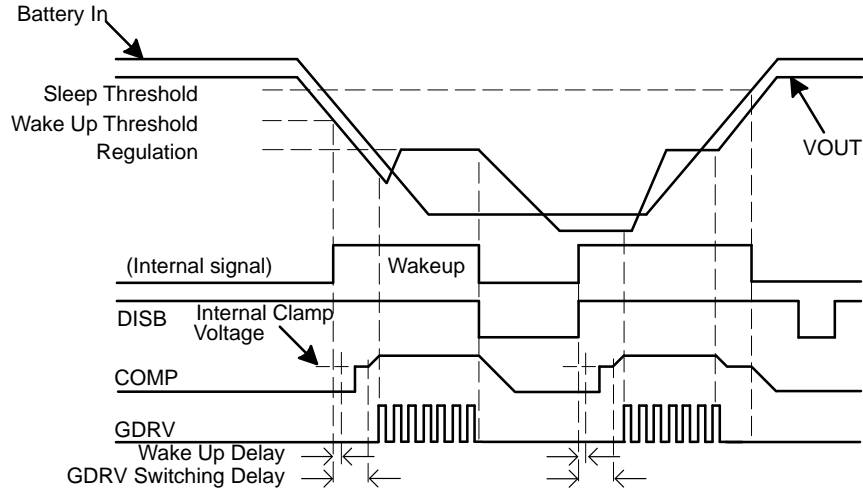 Battery In
Sleep Threshold
Wake Up Threshold
Regulation
VOUT
(Internal signal)
Wakeup
DISB
Internal Clamp
Voltage
COMP
GDRV
Wake Up Delay
GDRV Switching Delay